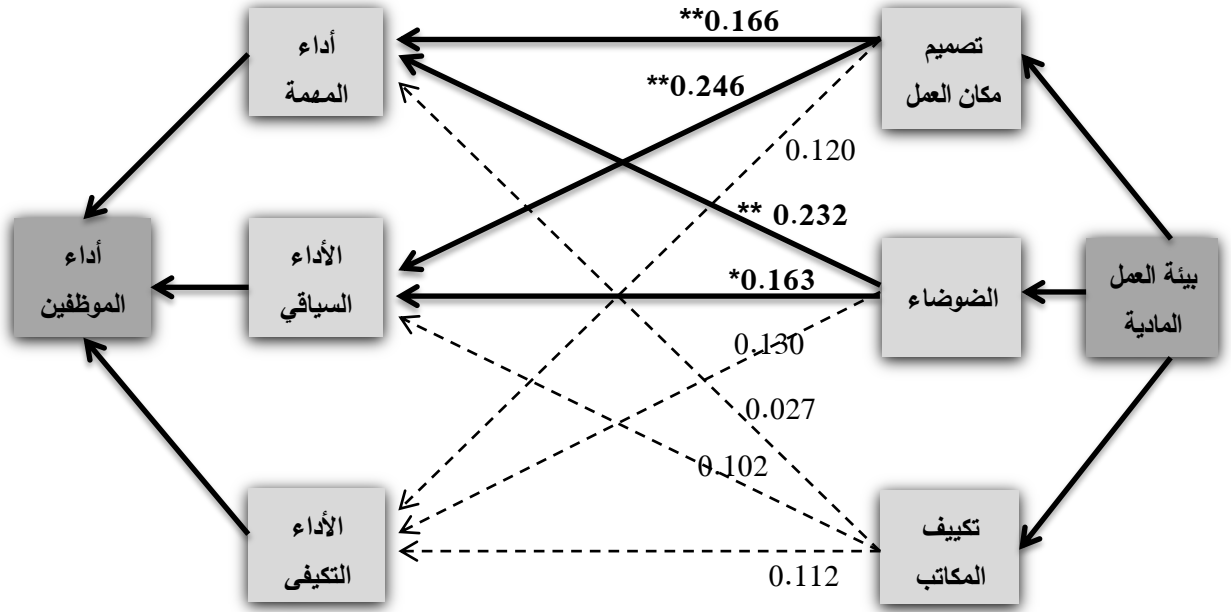 **0.166
أداء
المهمة
تصميم
مكان العمل
**0.246
0.120
** 0.232
أداء
الموظفين
الأداء
السياقي
*0.163
الضوضاء
بيئة العمل
المادية
0.130
0.027
0.102
الأداء
التكيفي
تكييف
المكاتب
0.112